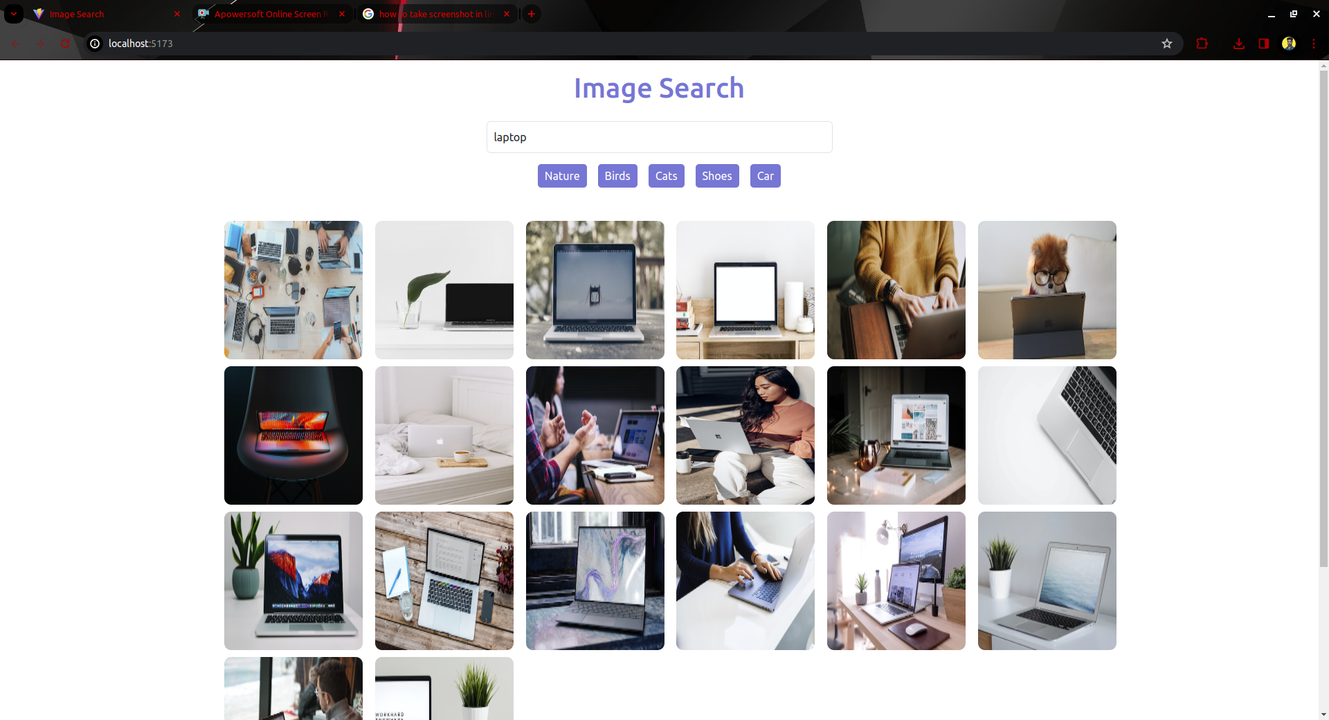 Image Search
Apowersoft Online Screen R
how to take screenshot in li
localhost:5173
Image Search
laptop
Nature
Birds
Cats
Shoes
Car